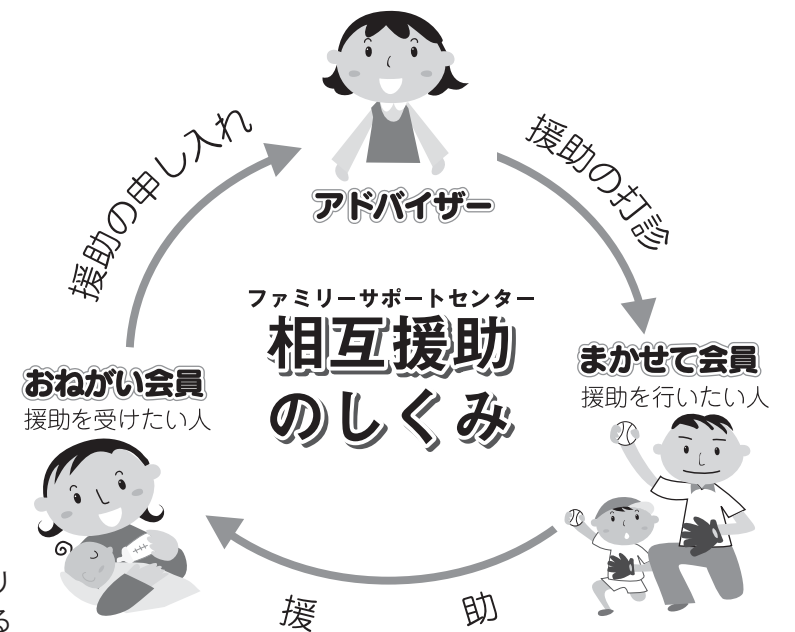 アドバイザー
援助の申し入れ
援助の打診
ファミリーサポートセンター
相互援助
のしくみ
おねがい会員
援助を受けたい人
まかせて会員
援助を行いたい人
援助
り
る